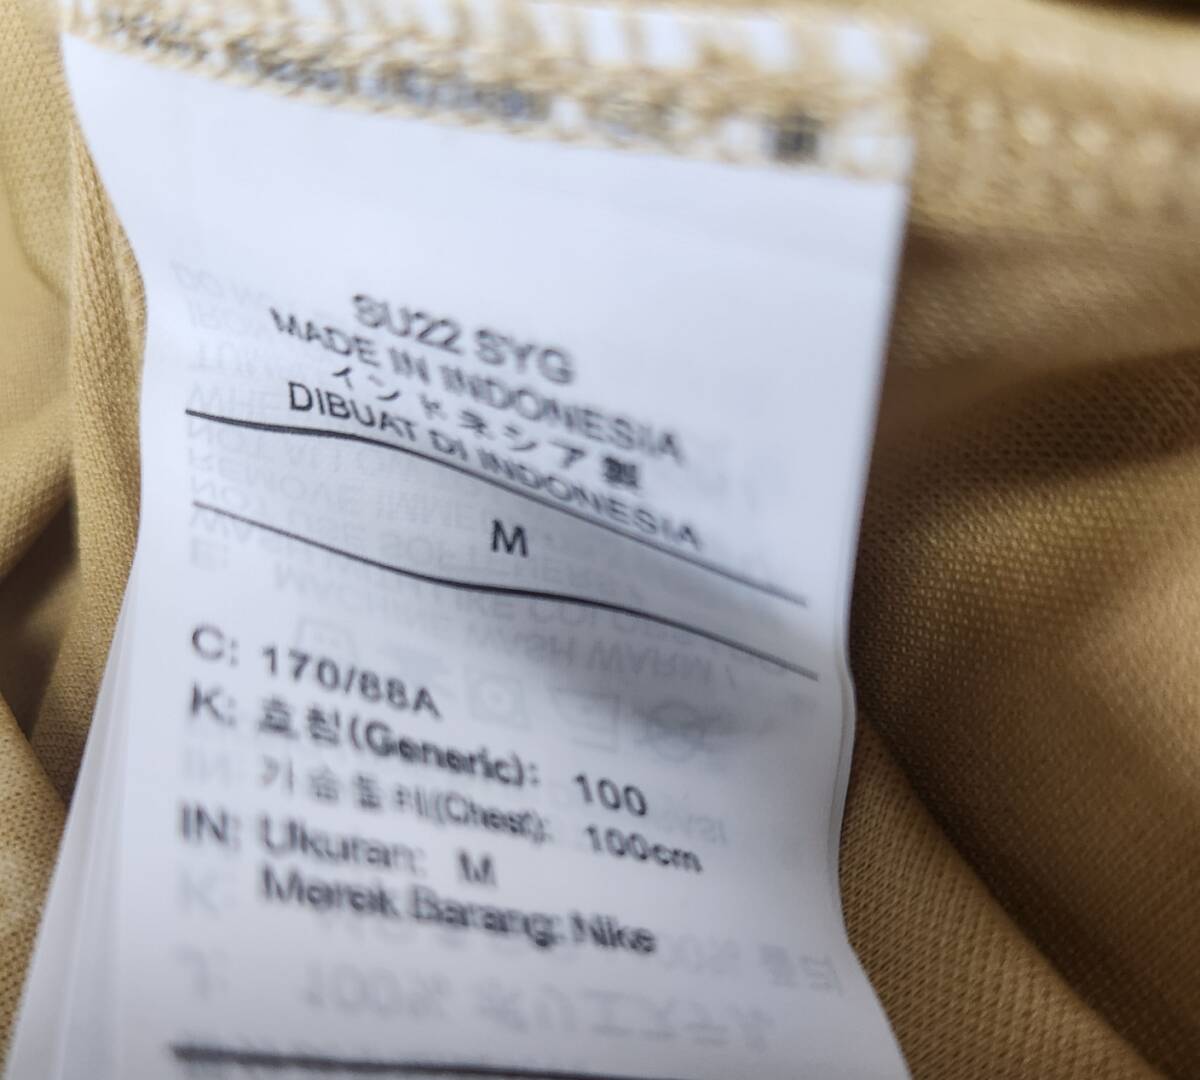 SU22 SYG
MADE IN INDONESIA
インドネシア製
DIBUAT DI INDONESIA
M
C: 170/88A
K: 호칭(Generic): 100
가슴둘레(Chest): 100cm
IN: Ukuran: M
Merek Barang: Nike